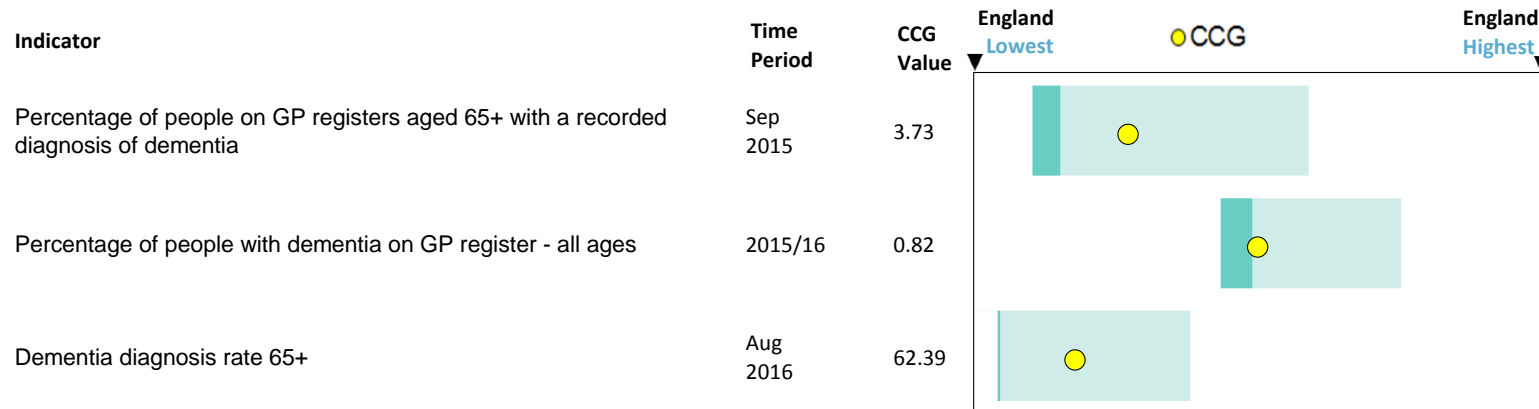 Indicator
Time
Period
CCG
Value
England
Lowest
CCG
England
Highest
Percentage of people on GP registers aged 65+ with a recorded
diagnosis of dementia
Sep
2015
3.73
Percentage of people with dementia on GP register - all ages
2015/16
0.82
Dementia diagnosis rate 65+
Aug
2016
62.39